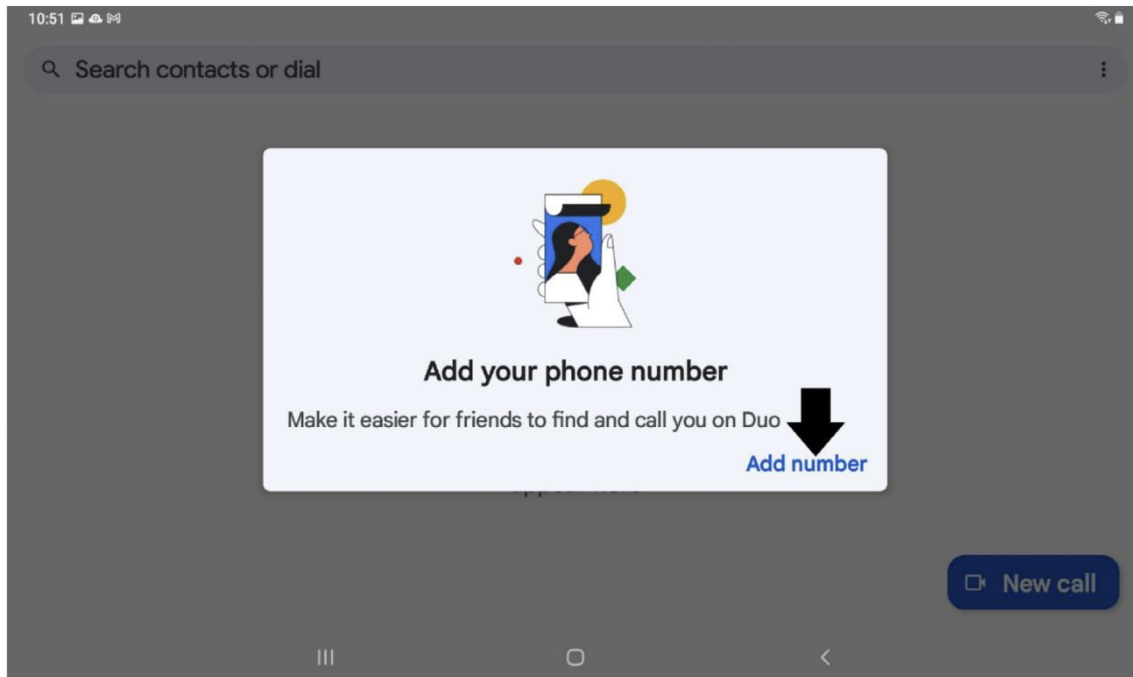 10:51
Search contacts or dial
Add your phone number
Make it easier for friends to find and call you on Duo
Add number
New call